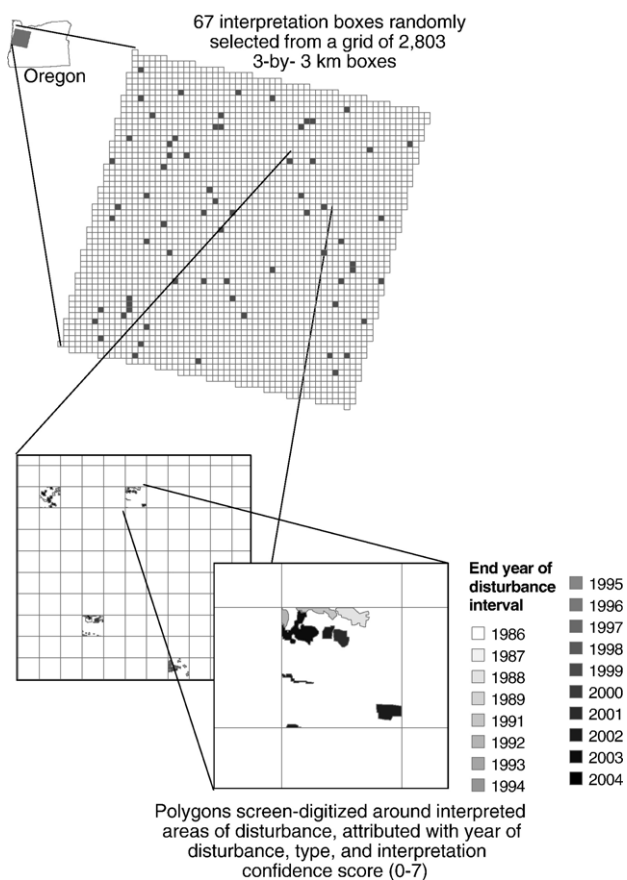 67 interpretation boxes randomly
selected from a grid of 2,803
3-by- 3 km boxes
Oregon
End year of
disturbance
interval
1986
1987
1988
1989
1991
1992
1993
1994
1995
1996
1997
1998
1999
2000
2001
2002
2003
2004
Polygons screen-digitized around interpreted
areas of disturbance, attributed with year of
disturbance, type, and interpretation
confidence score (0-7)